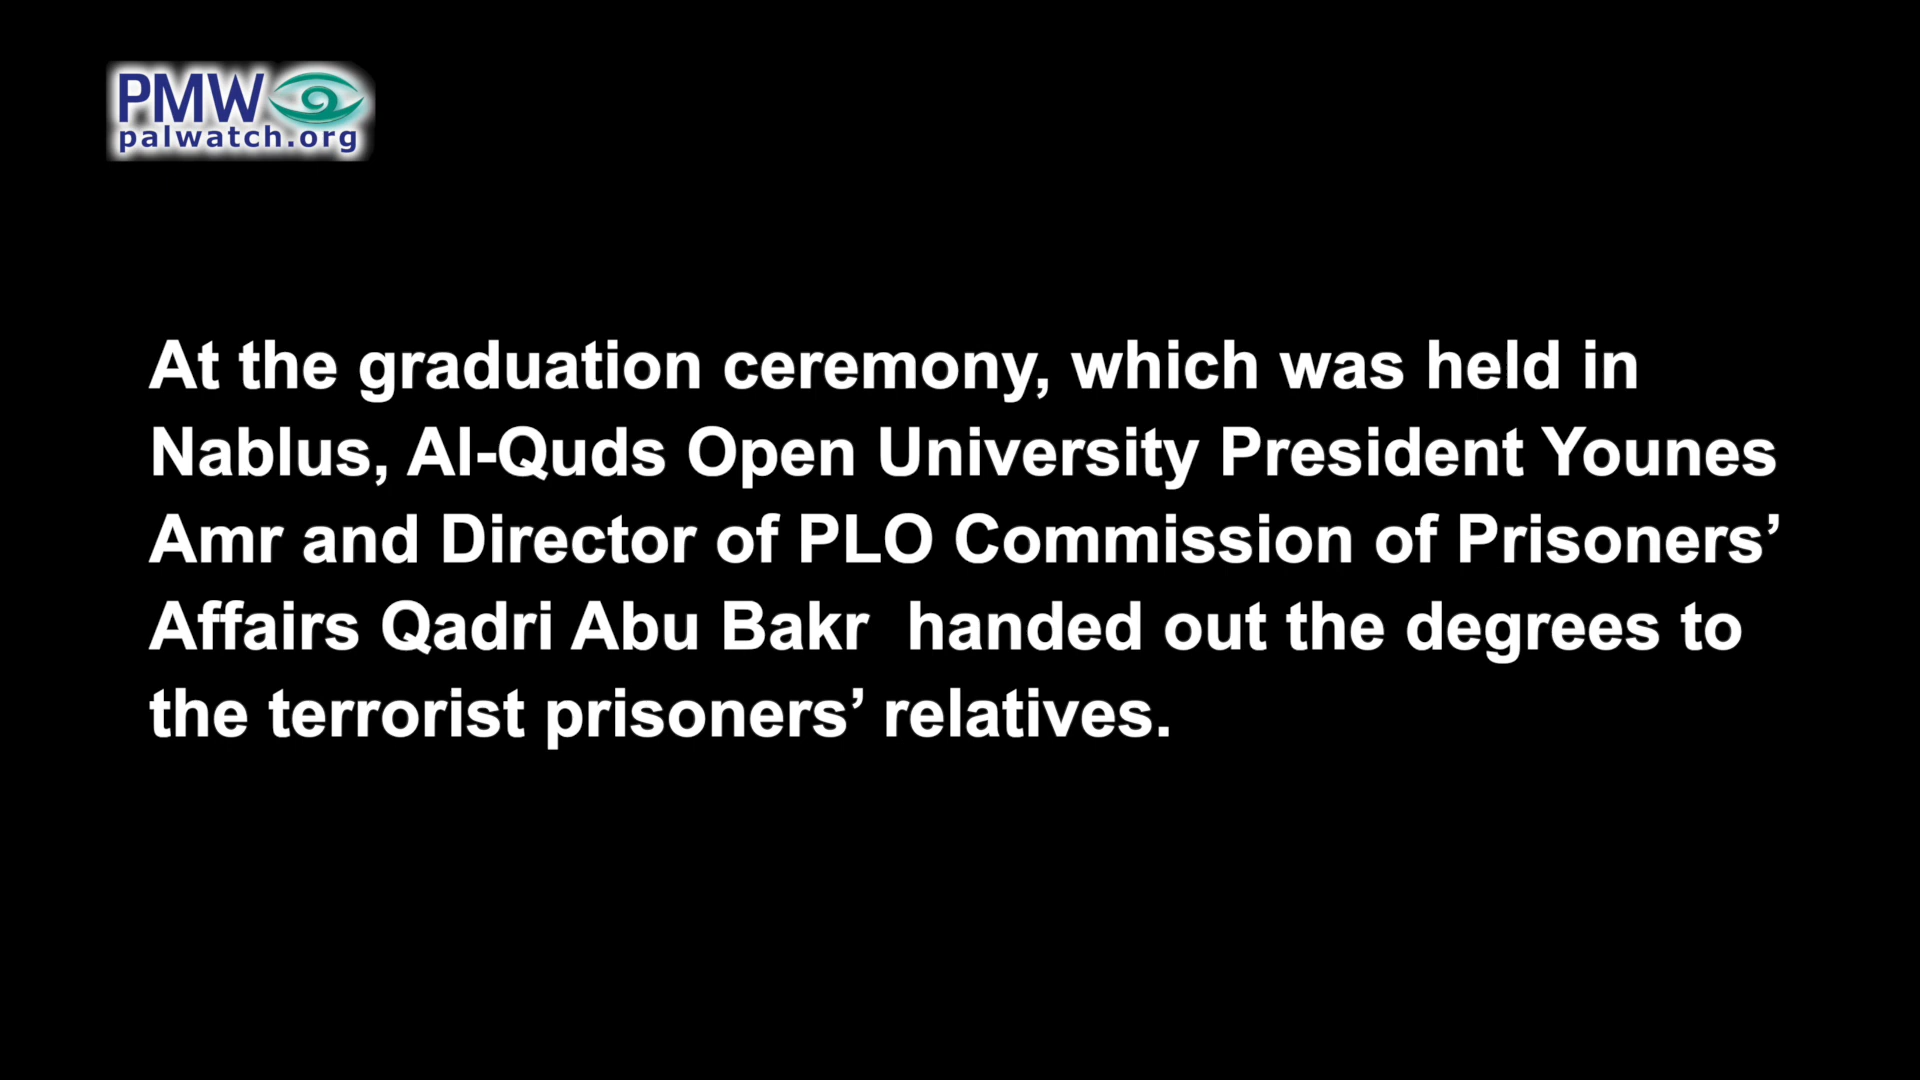 PMW
palwatch.org
At the graduation ceremony, which was held in
Nablus, Al-Quds Open University President Younes
Amr and Director of PLO Commission of Prisoners’
Affairs Qadri Abu Bakr  handed out the degrees to
the terrorist prisoners’ relatives.